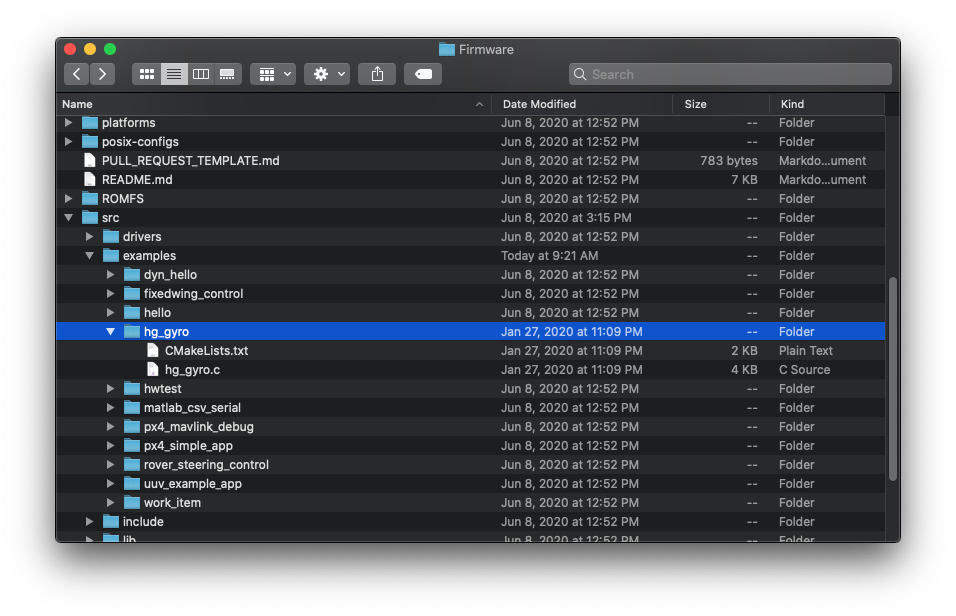 Firmware
Search
Name Date Modified Size Kind
platforms Jun 8, 2020 at 12:52 PM -- Folder
posix-configs Jun 8, 2020 at 12:52 PM -- Folder
PULL_REQUEST_TEMPLATE.md Jun 8, 2020 at 12:52 PM 783 bytes Markdo...ument
README.md Jun 8, 2020 at 12:52 PM 7 KB Markdo...ument
ROMFS Jun 8, 2020 at 12:52 PM -- Folder
src Jun 8, 2020 at 3:15 PM -- Folder
drivers Jun 8, 2020 at 12:52 PM -- Folder
examples Today at 9:21 AM -- Folder
dyn_hello Jun 8, 2020 at 12:52 PM -- Folder
fixedwing_control Jun 8, 2020 at 12:52 PM -- Folder
hello Jun 8, 2020 at 12:52 PM -- Folder
hg_gyro Jan 27, 2020 at 11:09 PM -- Folder
CMakeLists.txt Jan 27, 2020 at 11:09 PM 2 KB Plain Text
hg_gyro.c Jan 27, 2020 at 11:09 PM 4 KB C Source
hwtest Jun 8, 2020 at 12:52 PM -- Folder
matlab_csv_serial Jun 8, 2020 at 12:52 PM -- Folder
px4_mavlink_debug Jun 8, 2020 at 12:52 PM -- Folder
px4_simple_app Jun 8, 2020 at 12:52 PM -- Folder
rover_steering_control Jun 8, 2020 at 12:52 PM -- Folder
uuv_example_app Jun 8, 2020 at 12:52 PM -- Folder
work_item Jun 8, 2020 at 12:52 PM -- Folder
include Jun 8, 2020 at 12:52 PM -- Folder
lib Jun 8, 2020 at 12:52 PM -- Folder